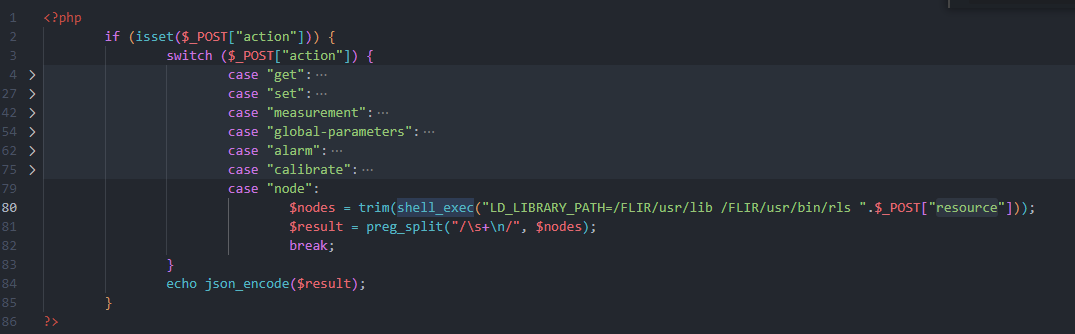 1 <?php
2 if (isset($_POST["action"])) {
3 switch ($_POST["action"]) {
4 > case "get":···
27 > case "set":···
42 > case "measurement":···
54 > case "global-parameters":···
62 > case "alarm":···
75 > case "calibrate":···
79 case "node":
80 $nodes = trim(shell_exec("LD_LIBRARY_PATH=/FLIR/usr/lib /FLIR/usr/bin/rls ".$_POST["resource"]));
81 $result = preg_split("/\s+\n/", $nodes);
82 break;
83 }
84 echo json_encode($result);
85 }
86 ?>